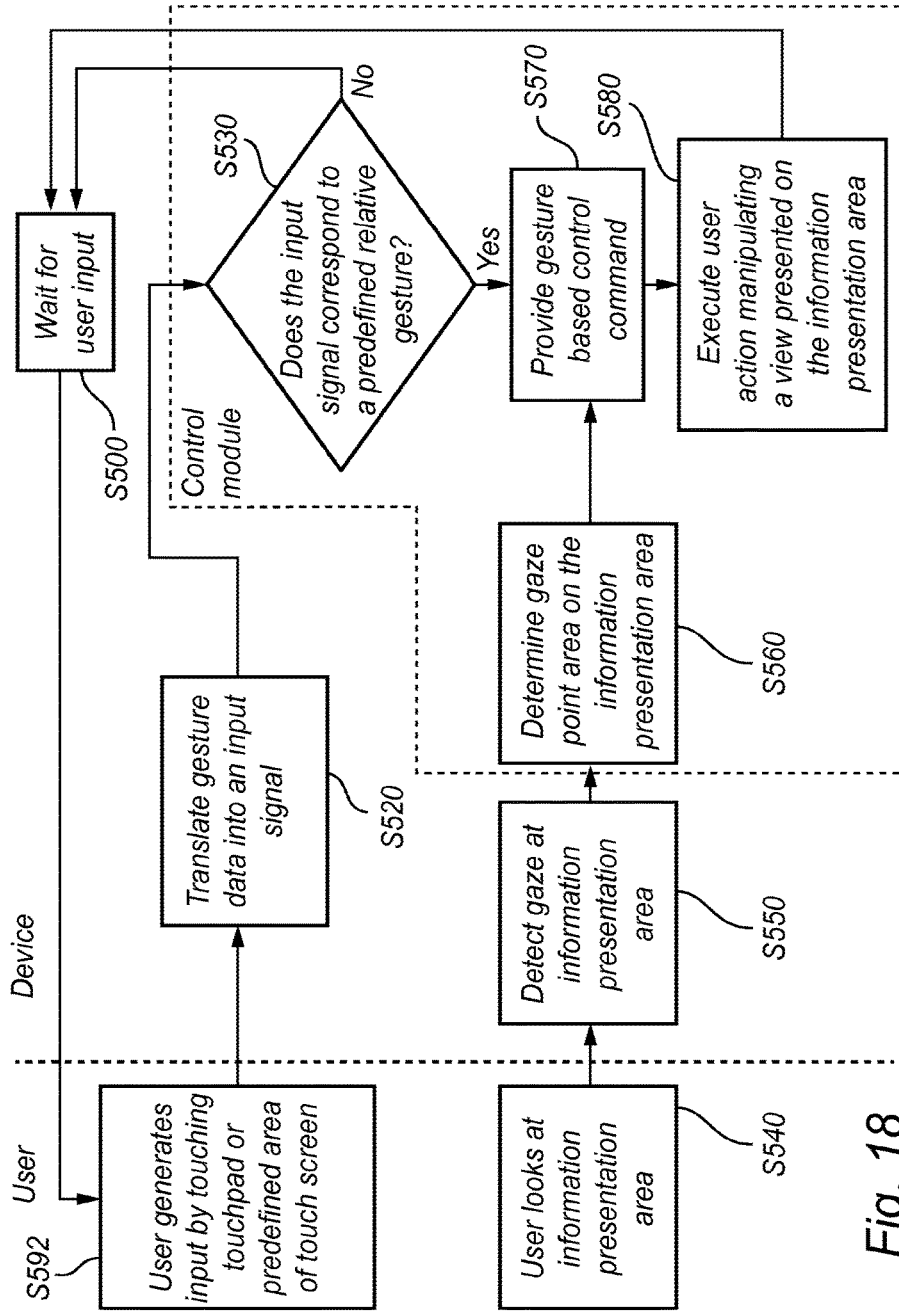 User
Device
S592
User generates
input by touching
touchpad or
predefined area
of touch screen
Translate gesture
data into an input
signal
S520
Wait for
user input
S500
Control
module
Does the input
signal correspond to
a predefined relative
gesture?
S530
No
Yes
User looks at
information
presentation
area
S540
Detect gaze at
information
presentation
area
S550
Determine gaze
point area on the
information
presentation area
S560
Provide gesture
based control
command
S570
Execute user
action manipulating
a view presented on
the information
presentation area
S580
Fig. 18